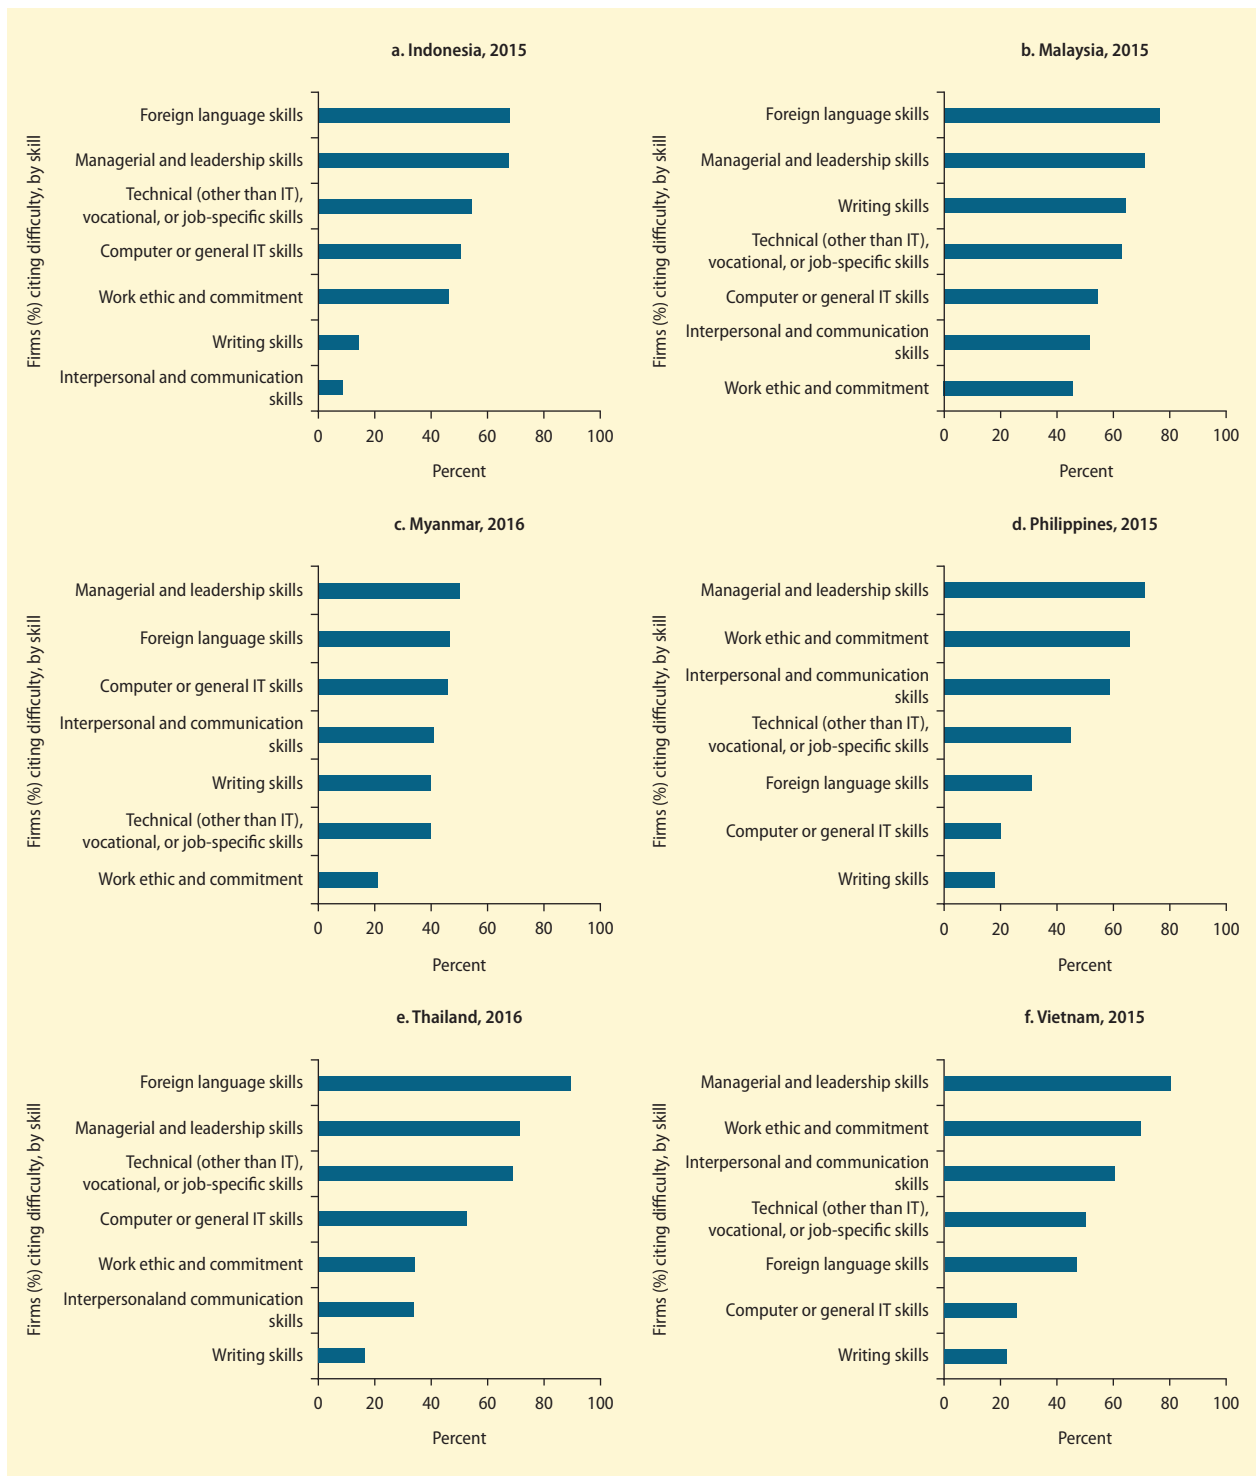 a. Indonesia, 2015
Firms (%) citing difficulty, by skill
Foreign language skills
Managerial and leadership skills
Technical (other than IT),
vocational, or job-specific skills
Computer or general IT skills
Work ethic and commitment
Writing skills
Interpersonal and communication
skills
0 20 40 60 80 100
Percent
b. Malaysia, 2015
Firms (%) citing difficulty, by skill
Foreign language skills
Managerial and leadership skills
Writing skills
Technical (other than IT),
vocational, or job-specific skills
Computer or general IT skills
Interpersonal and communication
skills
Work ethic and commitment
0 20 40 60 80 100
Percent
c. Myanmar, 2016
Firms (%) citing difficulty, by skill
Managerial and leadership skills
Foreign language skills
Computer or general IT skills
Interpersonal and communication
skills
Writing skills
Technical (other than IT),
vocational, or job-specific skills
Work ethic and commitment
0 20 40 60 80 100
Percent
d. Philippines, 2015
Firms (%) citing difficulty, by skill
Managerial and leadership skills
Work ethic and commitment
Interpersonal and communication
skills
Technical (other than IT),
vocational, or job-specific skills
Foreign language skills
Computer or general IT skills
Writing skills
0 20 40 60 80 100
Percent
e. Thailand, 2016
Firms (%) citing difficulty, by skill
Foreign language skills
Managerial and leadership skills
Technical (other than IT),
vocational, or job-specific skills
Computer or general IT skills
Work ethic and commitment
Interpersonaland communication
skills
Writing skills
0 20 40 60 80 100
Percent
f. Vietnam, 2015
Firms (%) citing difficulty, by skill
Managerial and leadership skills
Work ethic and commitment
Interpersonal and communication
skills
Technical (other than IT),
vocational, or job-specific skills
Foreign language skills
Computer or general IT skills
Writing skills
0 20 40 60 80 100
Percent